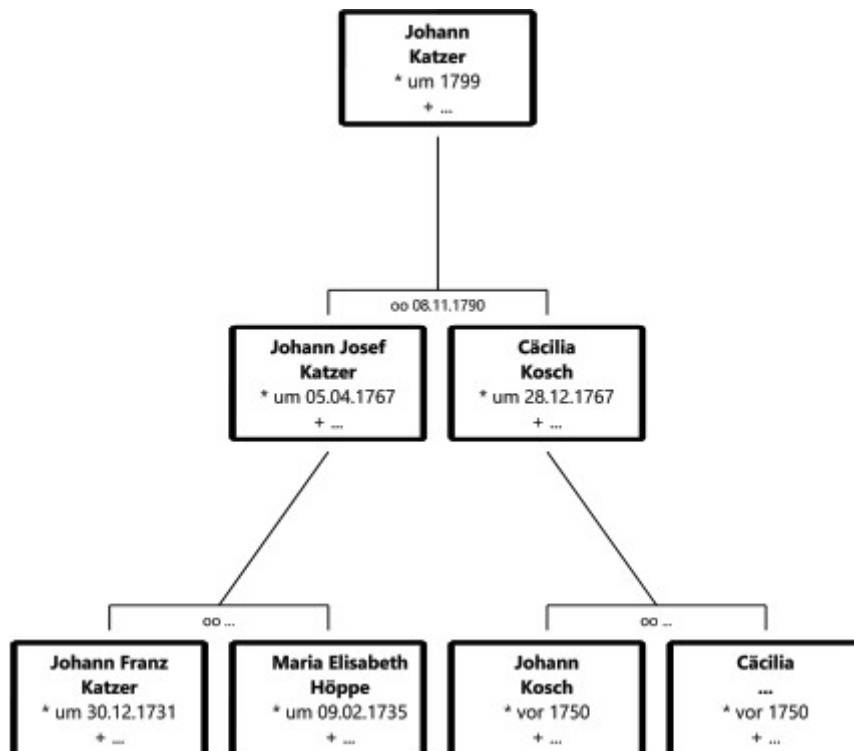 Johann
Katzer
* um 1799
+ ...
oo 08.11.1790
Johann Josef
Katzer
* um 05.04.1767
+ ...
Cäcilia
Kosch
* um 28.12.1767
+ ...
oo ...
oo ..
Johann Franz
Katzer
* um 30.12.1731
+ ...
Maria Elisabeth
Höppe
* um 09.02.1735
+ ...
Johann
Kosch
* vor 1750
+ ...
Cäcilia
...
* vor 1750
+ ...